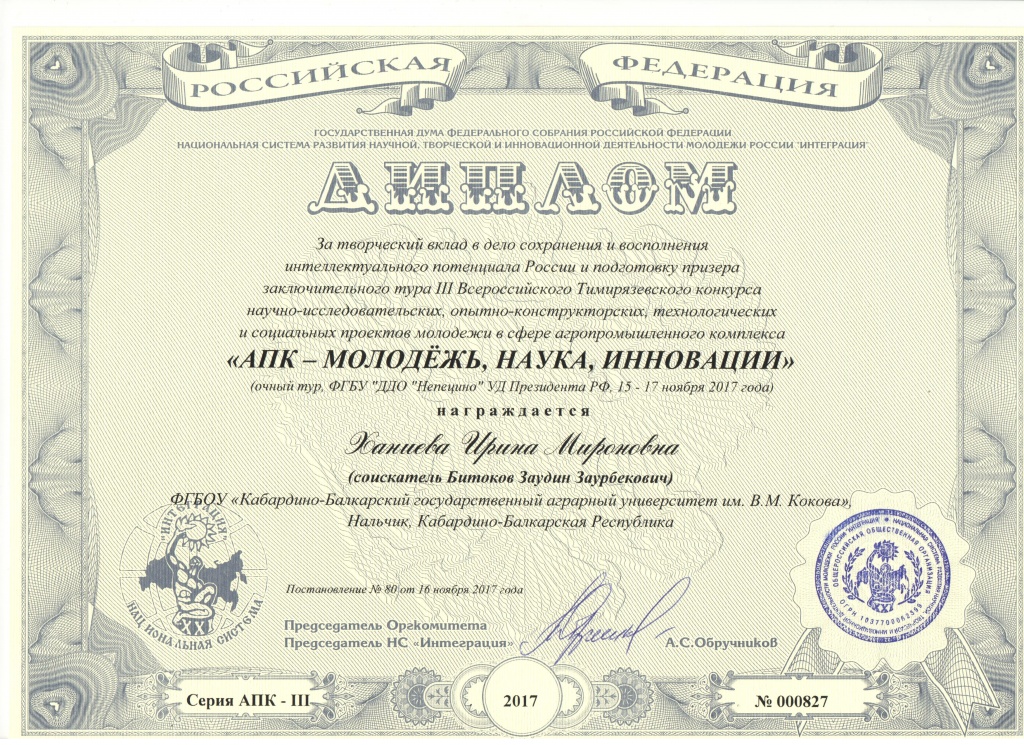 РОССИЙСКАЯ ФЕДЕРАЦИЯ
ГОСУДАРСТВЕННАЯ ДУМА ФЕДЕРАЛЬНОГО СОБРАНИЯ РОССИЙСКОЙ ФЕДЕРАЦИИ
НАЦИОНАЛЬНАЯ СИСТЕМА РАЗВИТИЯ НАУЧНОЙ, ТВОРЧЕСКОЙ И ИННОВАЦИОННОЙ ДЕЯТЕЛЬНОСТИ МОЛОДЕЖИ РОССИИ "ИНТЕГРАЦИЯ"
ДИПЛОМ
За творческий вклад в дело сохранения и восполнения
интеллектуального потенциала России и подготовку призера
заключительного тура III Всероссийского Тимирязевского конкурса
научно-исследовательских, опытно-конструкторских, технологических
и социальных проектов молодежи в сфере агропромышленного комплекса
«АПК – МОЛОДЁЖЬ, НАУКА, ИННОВАЦИИ»
(очный тур, ФГБУ "ДДО "Непецино" УД Президента РФ, 15 - 17 ноября 2017 года)
награждается
Ханиева Ирина Мироновна
(соискатель Битоков Заудин Заурбекович)
ФГБОУ «Кабардино-Балкарский государственный аграрный университет им. В.М. Кокова»,
Нальчик, Кабардино-Балкарская Республика
"ИНТЕГРАЦИЯ"
XXI
НАЦИОНАЛЬНАЯ СИСТЕМА
Постановление № 80 от 16 ноября 2017 года
Председатель Оргкомитета
Председатель НС «Интеграция»
А.С.Обручников
ОБЩЕРОССИЙСКАЯ ОБЩЕСТВЕННАЯ ОРГАНИЗАЦИЯ
XXI
Серия АПК - III
2017
№ 000827